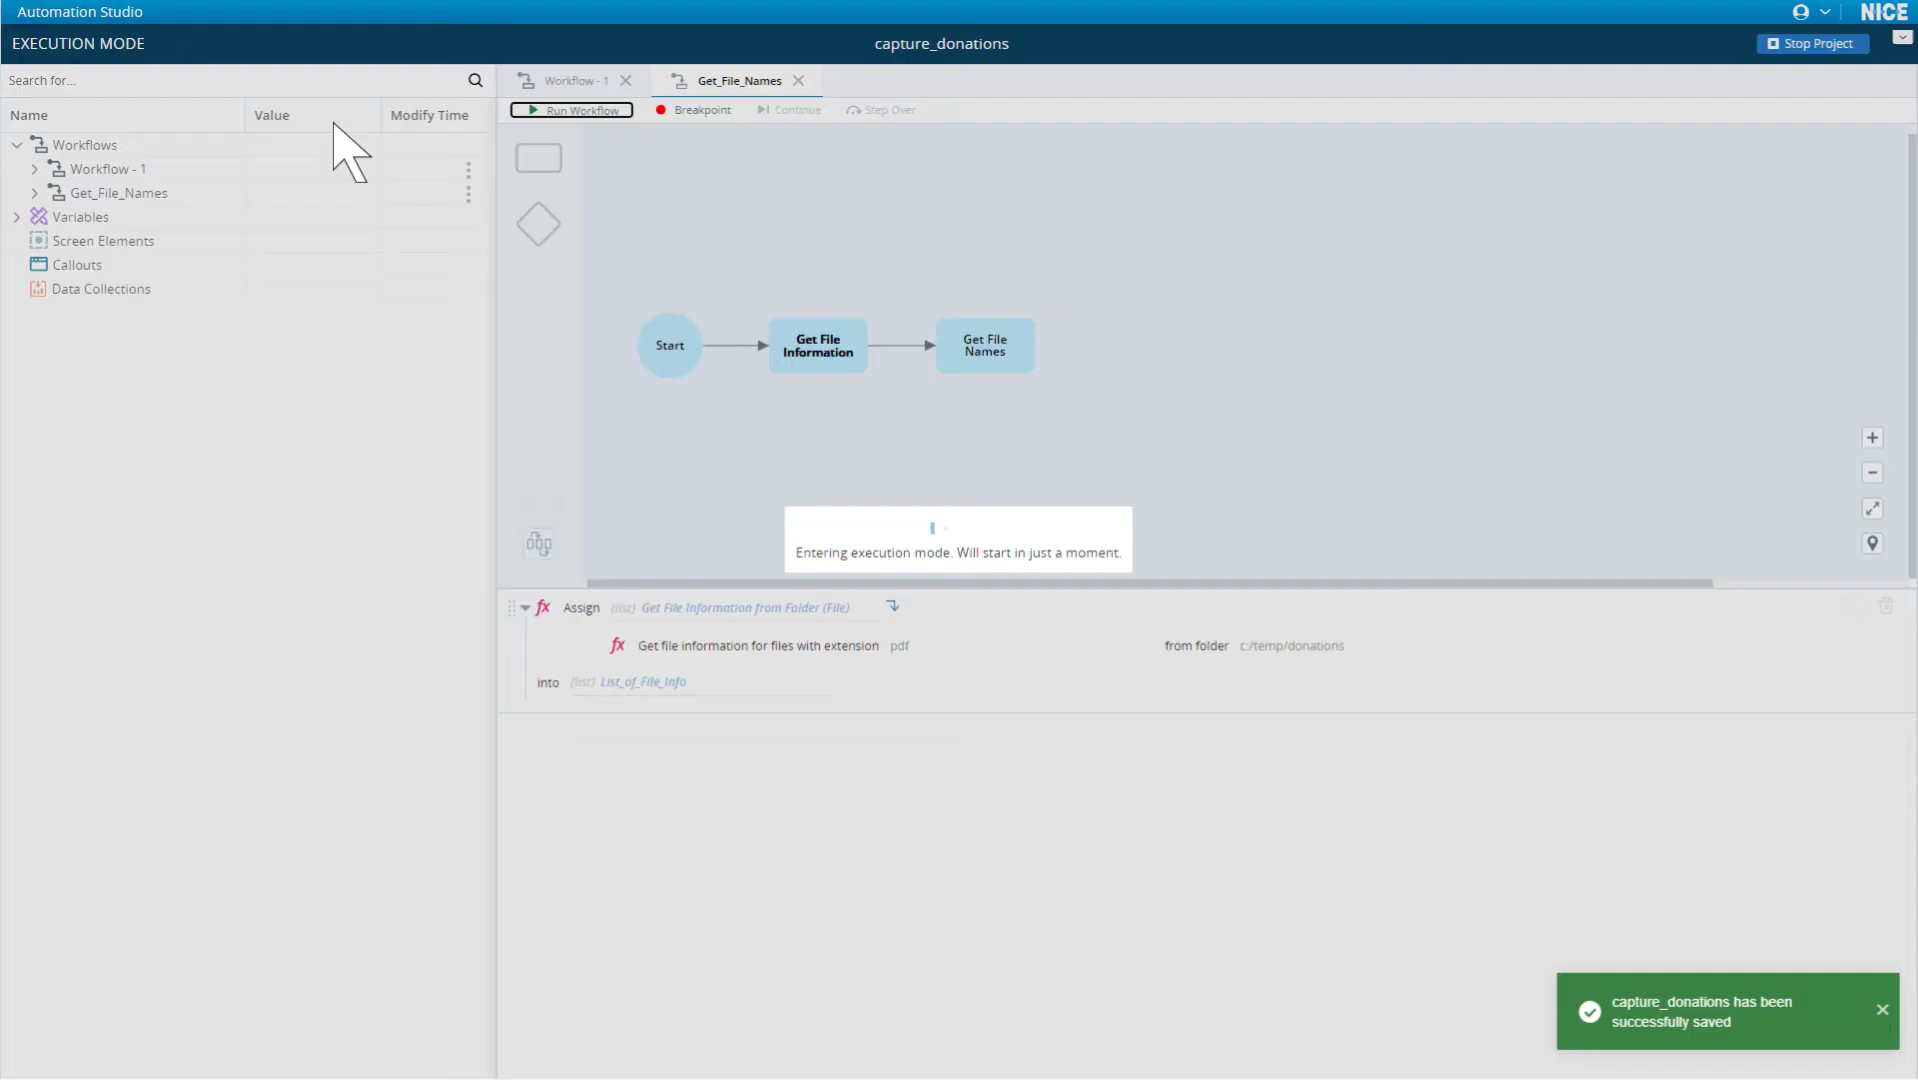 Automation Studio
NICE
EXECUTION MODE
capture_donations
Stop Project
Search for...
Workflow - 1
Get_File_Names
Run Workflow
Breakpoint
Continue
Step Over
Name
Value
Modify Time
Workflows
Workflow - 1
Get_File_Names
Variables
Screen Elements
Callouts
Data Collections
Start
Get File
Information
Get File
Names
Entering execution mode. Will start in just a moment.
fx Assign {list} Get File Information from Folder (File)
fx Get file information for files with extension pdf from folder c:/temp/donations
into {list} List_of_File_Info
capture_donations has been
successfully saved